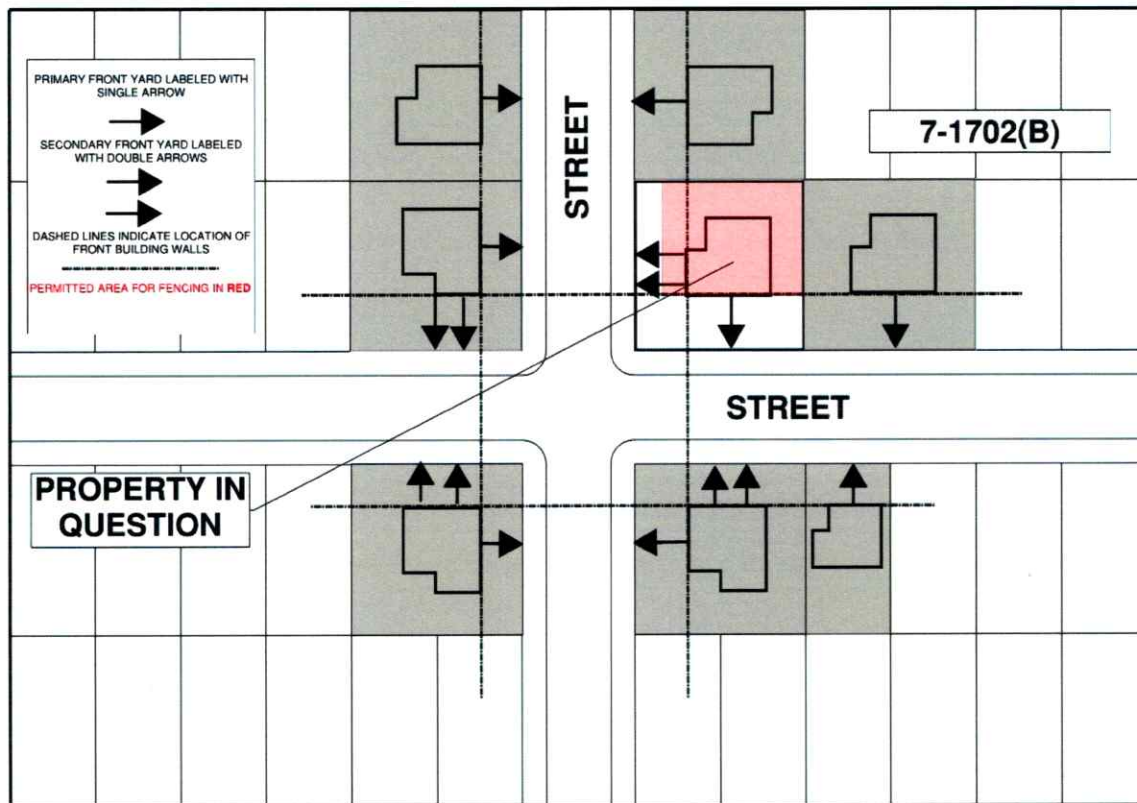 PRIMARY FRONT YARD LABELED WITH
SINGLE ARROW
SECONDARY FRONT YARD LABELED
WITH DOUBLE ARROWS
DASHED LINES INDICATE LOCATION OF
FRONT BUILDING WALLS
PERMITTED AREA FOR FENCING IN RED
STREET
7-1702(B)
STREET
PROPERTY IN
QUESTION